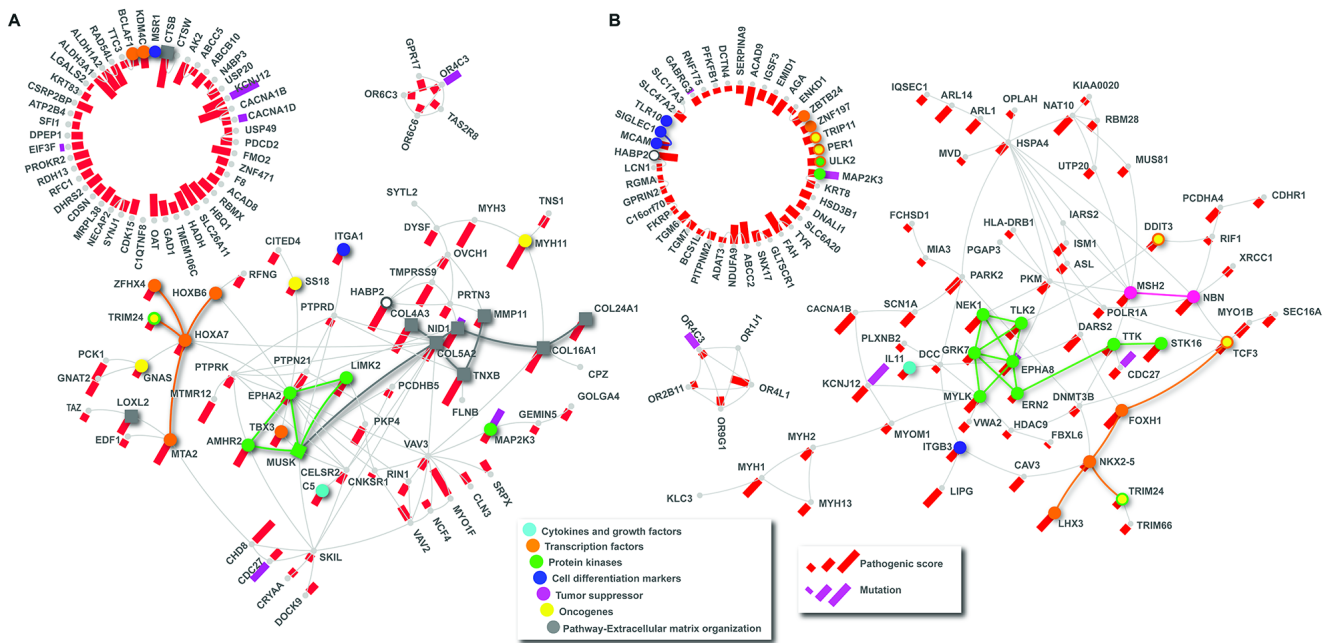 A
BCLAF1
KDM4C
MSR1
CTSB
CTSW
AK2
ABCC5
ABCB10
N4BP3
USP20
KCNJ12
CACNA1B
CACNA1D
USP49
PDCD2
FMO2
ZNF471
F8
ACAD8
RBMX
HBQ1
SLC26A11
HADH
TMEM106C
GAD1
OAT
C1QTNF8
CDK15
SYNJ1
NECAP2
MRPL38
CDSN
DHRS2
RFC1
RDH13
PROKR2
EIF3F
DPEP1
SFI1
ATP2B4
CSRP2BP
KRT83
LGALS2
ALDH3A1
ALDH1A2
RAD54L
TTC3
GPR17
OR4C3
OR6C3
TAS2R8
OR6C6
SYTL2
MYH3
TNS1
DYSF
MYH11
OVCH1
CITED4
ITGA1
RFNG
SS18
TMPRSS9
ZFHX4
HOXB6
HABP2
PRTN3
COL24A1
PTPRD
COL4A3
MMP11
NID1
TRIM24
HOXA7
COL5A2
COL16A1
PCK1
PTPN21
LIMK2
GNAS
PTPRK
TNXB
CPZ
GNAT2
PCDHB5
MTMR12
EPHA2
TAZ
LOXL2
FLNB
GOLGA4
GEMIN5
TBX3
PKP4
EDF1
AMHR2
VAV3
MAP2K3
MTA2
MUSK
CELSR2
C5
CNKSR1
RIN1
SRPX
CLN3
MYO1F
NCF4
VAV2
CHD8
SKIL
CDC27
CRYAA
DOCK9
B
SERPINA9
DCTN4
PFKFB1
RNF175
GABRG3
SLC17A3
SLC47A2
TLR10
SIGLEC1
MCAM
HABP2
LCN1
RGMA
GPRIN2
C16orf70
FKRP
TGM6
TGM7
BCS1L
PITPNM2
ADAT3
NDUFA9
ABCC2
SNX17
GLTSCR1
FAH
TYR
SLC6A20
DNALI1
HSD3B1
KRT8
MAP2K3
ULK2
PER1
TRIP11
ZNF197
ZBTB24
ENKD1
AGA
EMID1
IGSF3
ACAD9
IQSEC1
ARL14
ARL1
OPLAH
KIAA0020
NAT10
RBM28
HSPA4
MVD
UTP20
MUS81
PCDHA4
CDHR1
FCHSD1
HLA-DRB1
IARS2
DDIT3
RIF1
MIA3
PGAP3
ISM1
ASL
XRCC1
PARK2
PKM
MSH2
NBN
CACNA1B
SCN1A
NEK1
TLK2
POLR1A
MYO1B
SEC16A
DARS2
TTK
STK16
PLXNB2
IL11
DCC
GRK7
TCF3
EPHA8
CDC27
KCNJ12
MYLK
ERN2
DNMT3B
FOXH1
VWA2
HDAC9
MYH2
MYOM1
FBXL6
ITGB3
NKX2-5
MYH1
CAV3
KLC3
MYH13
LIPG
TRIM24
LHX3
TRIM66
OR4C3
OR1J1
OR2B11
OR4L1
OR9G1
Cytokines and growth factors
Transcription factors
Protein kinases
Cell differentiation markers
Tumor suppressor
Oncogenes
Pathway-Extracellular matrix organization
Pathogenic score
Mutation